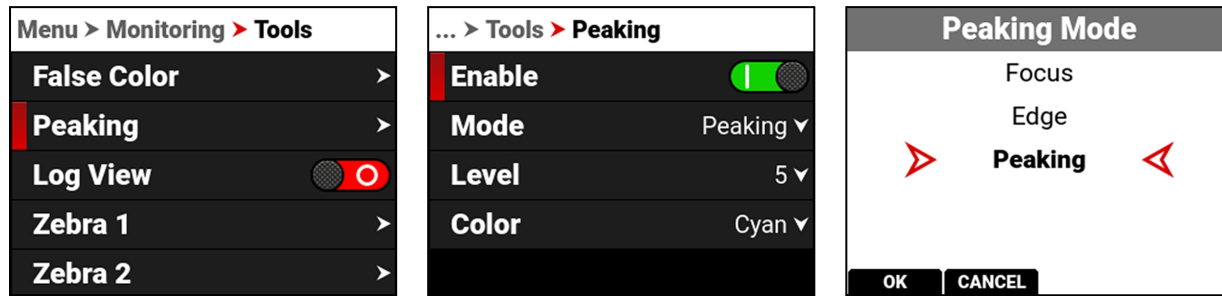 Menu > Monitoring > Tools
False Color
Peaking
Log View
Zebra 1
Zebra 2
... > Tools > Peaking
Enable
Mode Peaking
Level 5
Color Cyan
Peaking Mode
Focus
Edge
Peaking
OK CANCEL